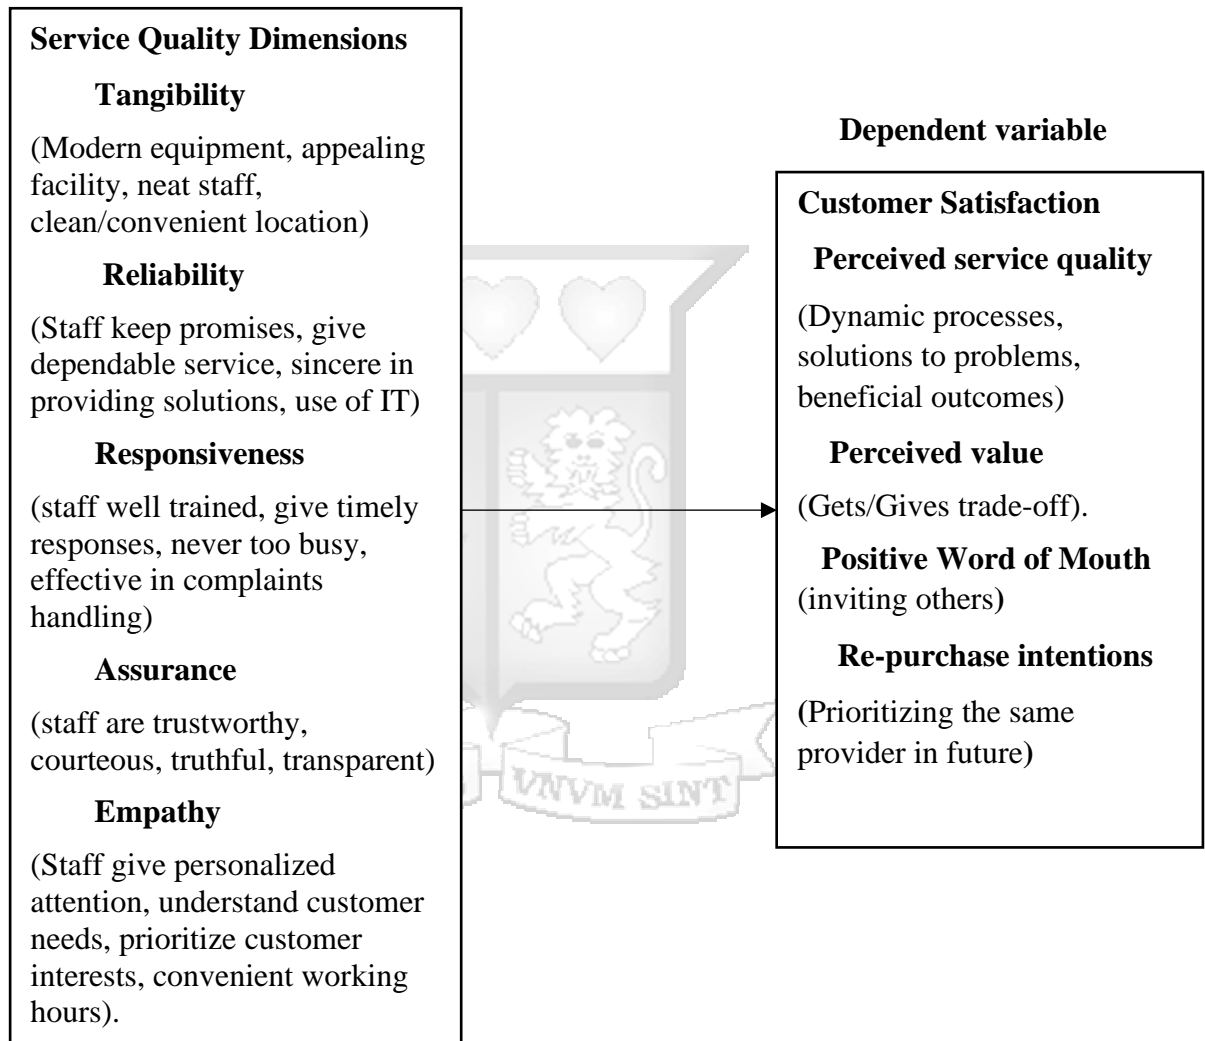 Service Quality Dimensions
Tangibility
(Modern equipment, appealing
facility, neat staff,
clean/convenient location)
Reliability
(Staff keep promises, give
dependable service, sincere in
providing solutions, use of IT)
Responsiveness
(staff well trained, give timely
responses, never too busy,
effective in complaints
handling)
Assurance
(staff are trustworthy,
courteous, truthful, transparent)
Empathy
(Staff give personalized
attention, understand customer
needs, prioritize customer
interests, convenient working
hours).
Dependent variable
Customer Satisfaction
Perceived service quality
(Dynamic processes,
solutions to problems,
beneficial outcomes)
Perceived value
(Gets/Gives trade-off).
Positive Word of Mouth
(inviting others)
Re-purchase intentions
(Prioritizing the same
provider in future)
VNVM SINT